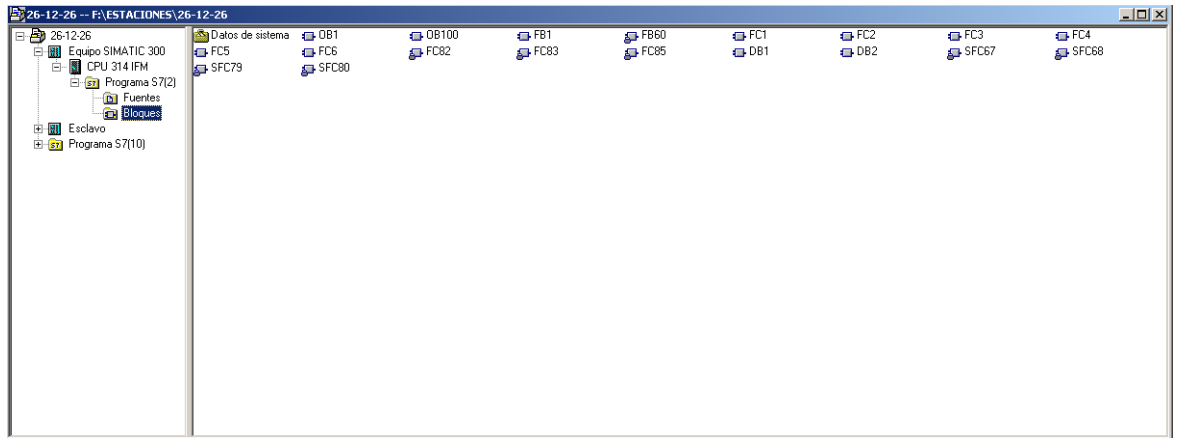 26-12-26 -- F:\ESTACIONES\26-12-26
26-12-26
Equipo SIMATIC 300
CPU 314 IFM
Programa S7(2)
Fuentes
Bloques
Esclavo
Programa S7(10)
Datos de sistema OB1 OB100 FB1 FB60 FC1 FC2 FC3 FC4
FC5 FC6 FC82 FC83 FC85 DB1 DB2 SFC67 SFC68
SFC79 SFC80